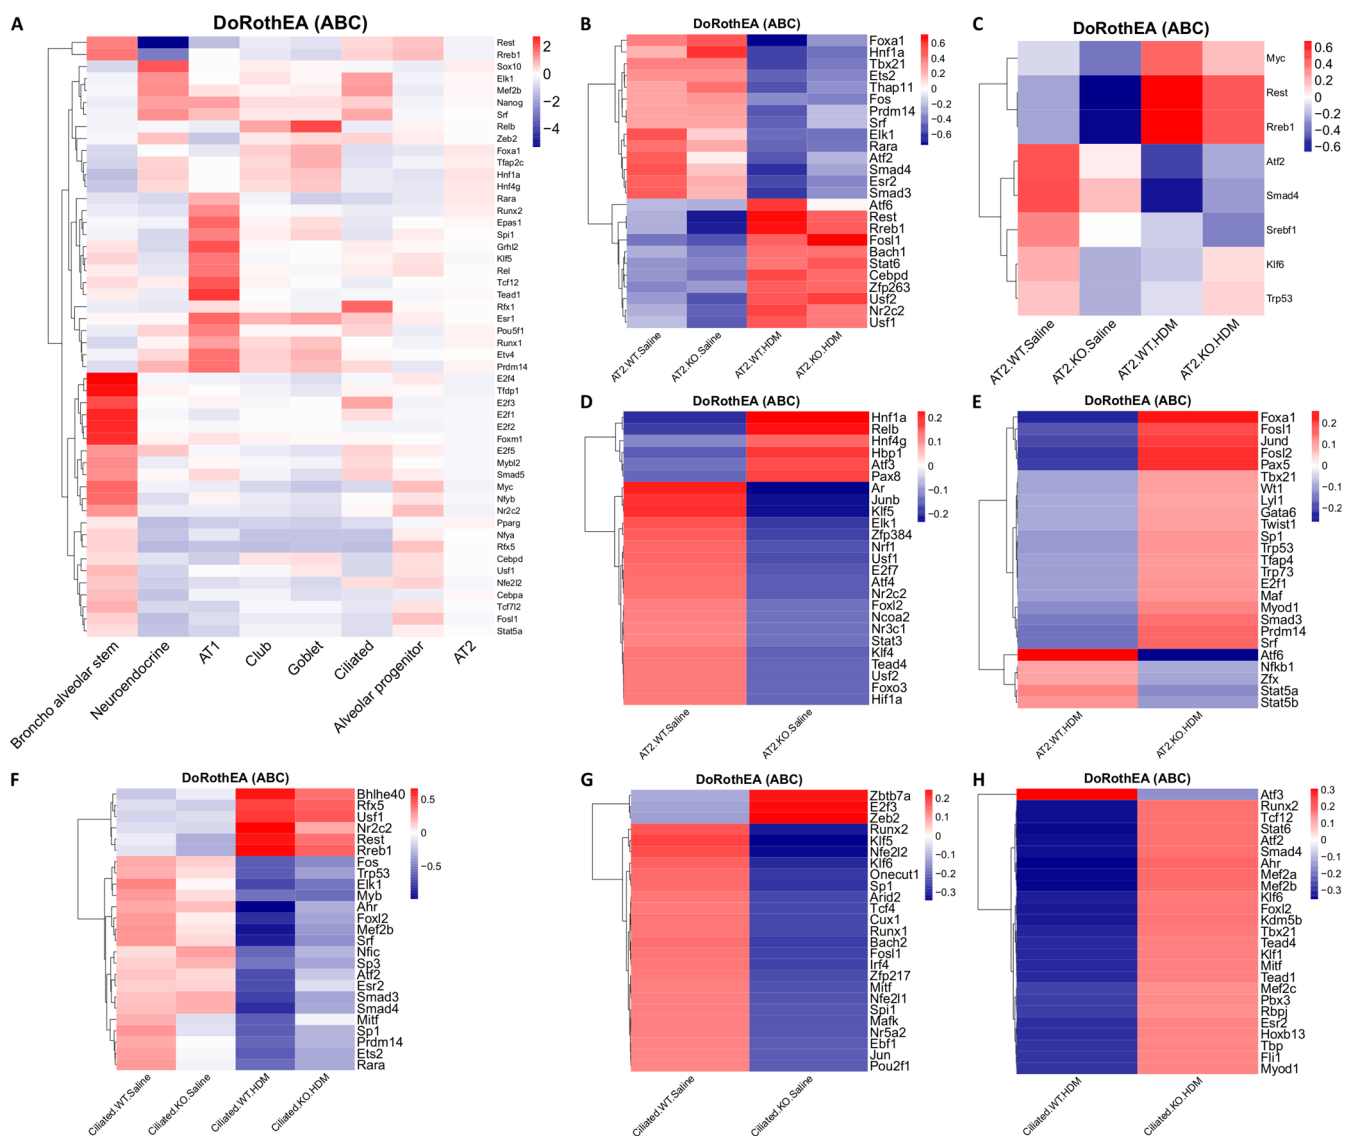 A
DoRothEA (ABC)
Rest
Rreb1
Sox10
Elk1
Mef2b
Nanog
Srf
Relb
Zeb2
Foxa1
Tfap2c
Hnf1a
Hnf4g
Rara
Runx2
Epas1
Spi1
Grhl2
Klf5
Rel
Tcf12
Tead1
Rfx1
Esr1
Pou5f1
Runx1
Etv4
Prdm14
E2f4
Tfdp1
E2f3
E2f1
E2f2
Foxm1
E2f5
Mybl2
Smad5
Myc
Nfyb
Nr2c2
Pparg
Nfya
Rfx5
Cebpd
Usf1
Nfe2l2
Cebpa
Tcf7l2
Fosl1
Stat5a
2
0
−2
−4
Broncho alveolar stem
Neuroendocrine
AT1
Club
Goblet
Ciliated
Alveolar progenitor
AT2
B
DoRothEA (ABC)
Foxa1
Hnf1a
Tbx21
Ets2
Thap11
Fos
Prdm14
Srf
Elk1
Rara
Atf2
Smad4
Esr2
Smad3
Atf6
Rest
Rreb1
Fosl1
Bach1
Stat6
Cebpd
Zfp263
Usf2
Nr2c2
Usf1
0.6
0.4
0.2
0
−0.2
−0.4
−0.6
AT2.WT.Saline
AT2.KO.Saline
AT2.WT.HDM
AT2.KO.HDM
C
DoRothEA (ABC)
Myc
Rest
Rreb1
Atf2
Smad4
Srebf1
Klf6
Trp53
0.6
0.4
0.2
0
−0.2
−0.4
−0.6
AT2.WT.Saline
AT2.KO.Saline
AT2.WT.HDM
AT2.KO.HDM
D
DoRothEA (ABC)
Hnf1a
Relb
Hnf4g
Hbp1
Atf3
Pax8
Ar
Junb
Klf5
Elk1
Zfp384
Nrf1
Usf1
E2f7
Atf4
Nr2c2
Foxl2
Ncoa2
Nr3c1
Stat3
Klf4
Tead4
Usf2
Foxo3
Hif1a
0.2
0.1
0
−0.1
−0.2
AT2.WT.Saline
AT2.KO.Saline
E
DoRothEA (ABC)
Foxa1
Fosl1
Jund
Fosl2
Pax5
Tbx21
Wt1
Lyl1
Gata6
Twist1
Sp1
Trp53
Tfap4
Trp73
E2f1
Maf
Myod1
Smad3
Prdm14
Srf
Atf6
Nfkb1
Zfx
Stat5a
Stat5b
0.2
0.1
0
−0.1
−0.2
AT2.WT.HDM
AT2.KO.HDM
F
DoRothEA (ABC)
Bhlhe40
Rfx5
Usf1
Nr2c2
Rest
Rreb1
Fos
Trp53
Elk1
Myb
Ahr
Foxl2
Mef2b
Srf
Nfic
Sp3
Atf2
Esr2
Smad3
Smad4
Mitf
Sp1
Prdm14
Ets2
Rara
0.5
0
−0.5
Ciliated.WT.Saline
Ciliated.KO.Saline
Ciliated.WT.HDM
Ciliated.KO.HDM
G
DoRothEA (ABC)
Zbtb7a
E2f3
Zeb2
Runx2
Klf5
Nfe2l2
Klf6
Onecut1
Sp1
Arid2
Tcf4
Cux1
Runx1
Bach2
Fosl1
Irf4
Zfp217
Mitf
Nfe2l1
Spi1
Mafk
Nr5a2
Ebf1
Jun
Pou2f1
0.2
0.1
0
−0.1
−0.2
−0.3
Ciliated.WT.Saline
Ciliated.KO.Saline
H
DoRothEA (ABC)
Atf3
Runx2
Tcf12
Stat6
Atf2
Smad4
Ahr
Mef2a
Mef2b
Klf6
Foxl2
Kdm5b
Tbx21
Tead4
Klf1
Mitf
Tead1
Mef2c
Pbx3
Rbpj
Esr2
Hoxb13
Tbp
Fli1
Myod1
0.3
0.2
0.1
0
−0.1
−0.2
−0.3
Ciliated.WT.HDM
Ciliated.KO.HDM